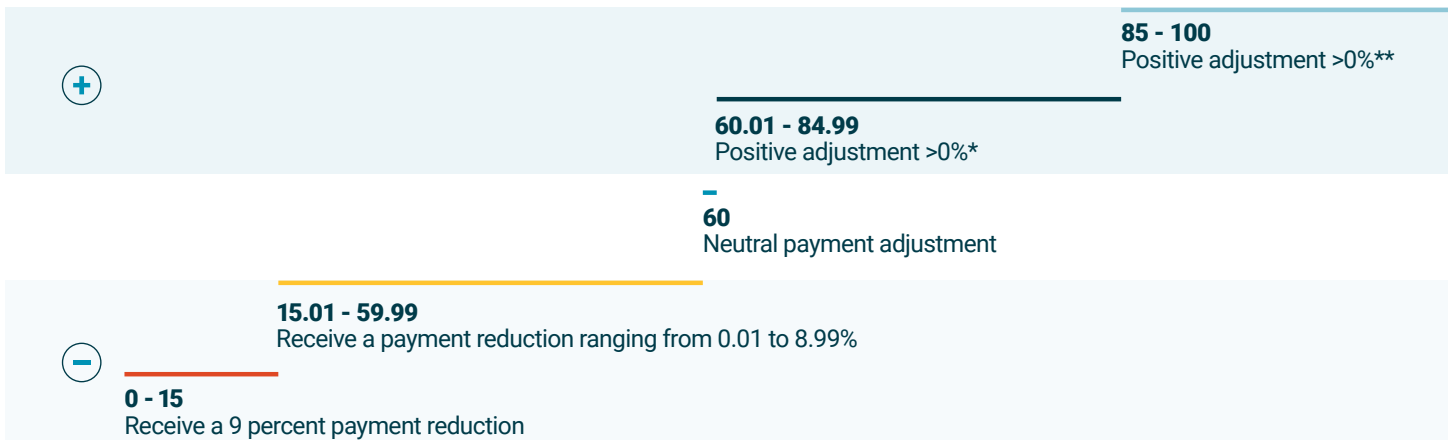 85 - 100
Positive adjustment >0%**
60.01 - 84.99
Positive adjustment >0%*
60
Neutral payment adjustment
15.01 - 59.99
Receive a payment reduction ranging from 0.01 to 8.99%
0 - 15
Receive a 9 percent payment reduction